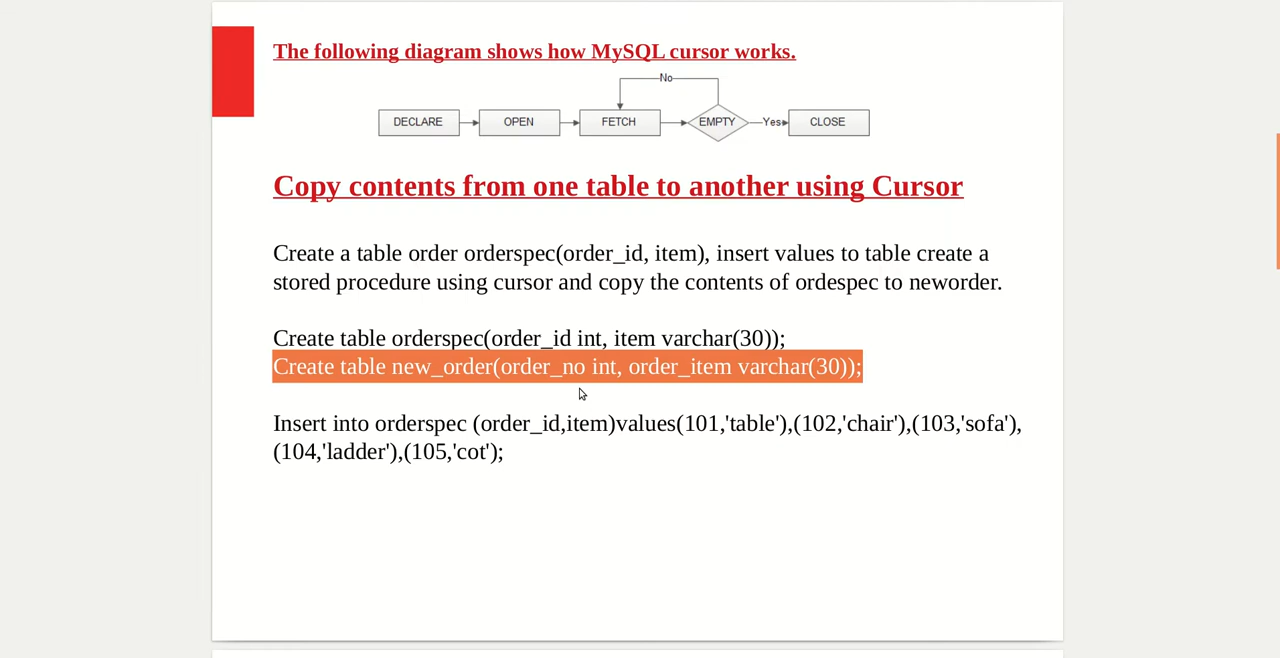 The following diagram shows how MySQL cursor works.
No
DECLARE OPEN FETCH EMPTY Yes CLOSE
Copy contents from one table to another using Cursor
Create a table order orderspec(order_id, item), insert values to table create a
stored procedure using cursor and copy the contents of ordespec to neworder.
Create table orderspec(order_id int, item varchar(30));
Create table new_order(order_no int, order_item varchar(30));
Insert into orderspec (order_id,item)values(101,'table'),(102,'chair'),(103,'sofa'),
(104,'ladder'),(105,'cot');